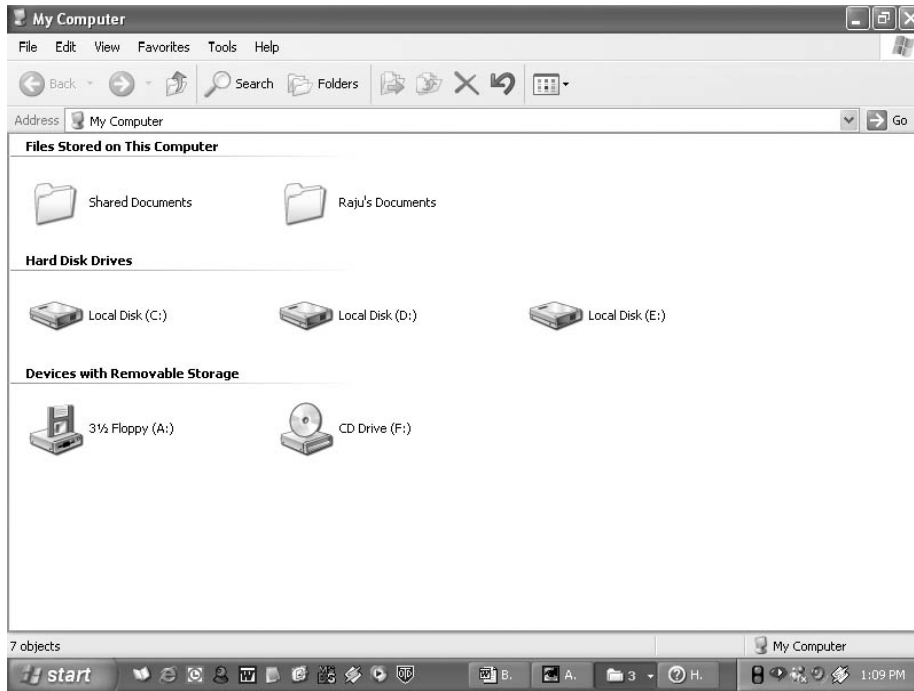 My Computer
File Edit View Favorites Tools Help
Back Search Folders
Address My Computer Go
Files Stored on This Computer
Shared Documents Raju's Documents
Hard Disk Drives
Local Disk (C:) Local Disk (D:) Local Disk (E:)
Devices with Removable Storage
3½ Floppy (A:) CD Drive (F:)
7 objects My Computer
start B. A. 3 H. 1:09 PM